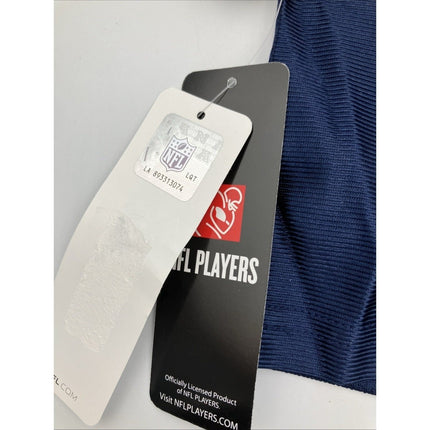 NFL
LA 893313074 LQT
FL.COM
NFL PLAYERS
Officially Licensed Product
of NFL PLAYERS.
Visit NFLPLAYERS.COM